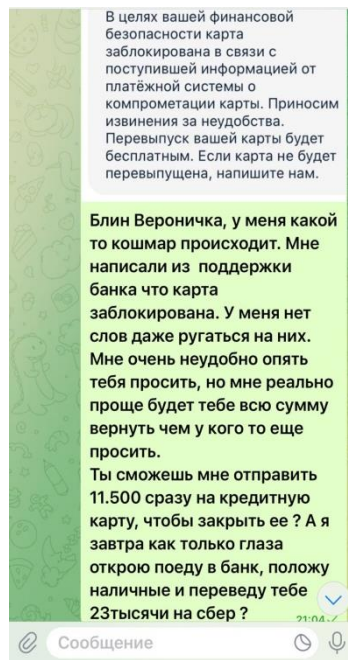 В целях вашей финансовой
безопасности карта
заблокирована в связи с
поступившей информацией от
платёжной системы о
компрометации карты. Приносим
извинения за неудобства.
Перевыпуск вашей карты будет
бесплатным. Если карта не будет
перевыпущена, напишите нам.
Блин Вероничка, у меня какой
то кошмар происходит. Мне
написали из поддержки
банка что карта
заблокирована. У меня нет
слов даже ругаться на них.
Мне очень неудобно опять
тебя просить, но мне реально
проще будет тебе всю сумму
вернуть чем у кого то еще
просить.
Ты сможешь мне отправить
11.500 сразу на кредитную
карту, чтобы закрыть ее ? А я
завтра как только глаза
открою поеду в банк, положу
наличные и переведу тебе
23тысячи на сбер ?
21:04
Сообщение